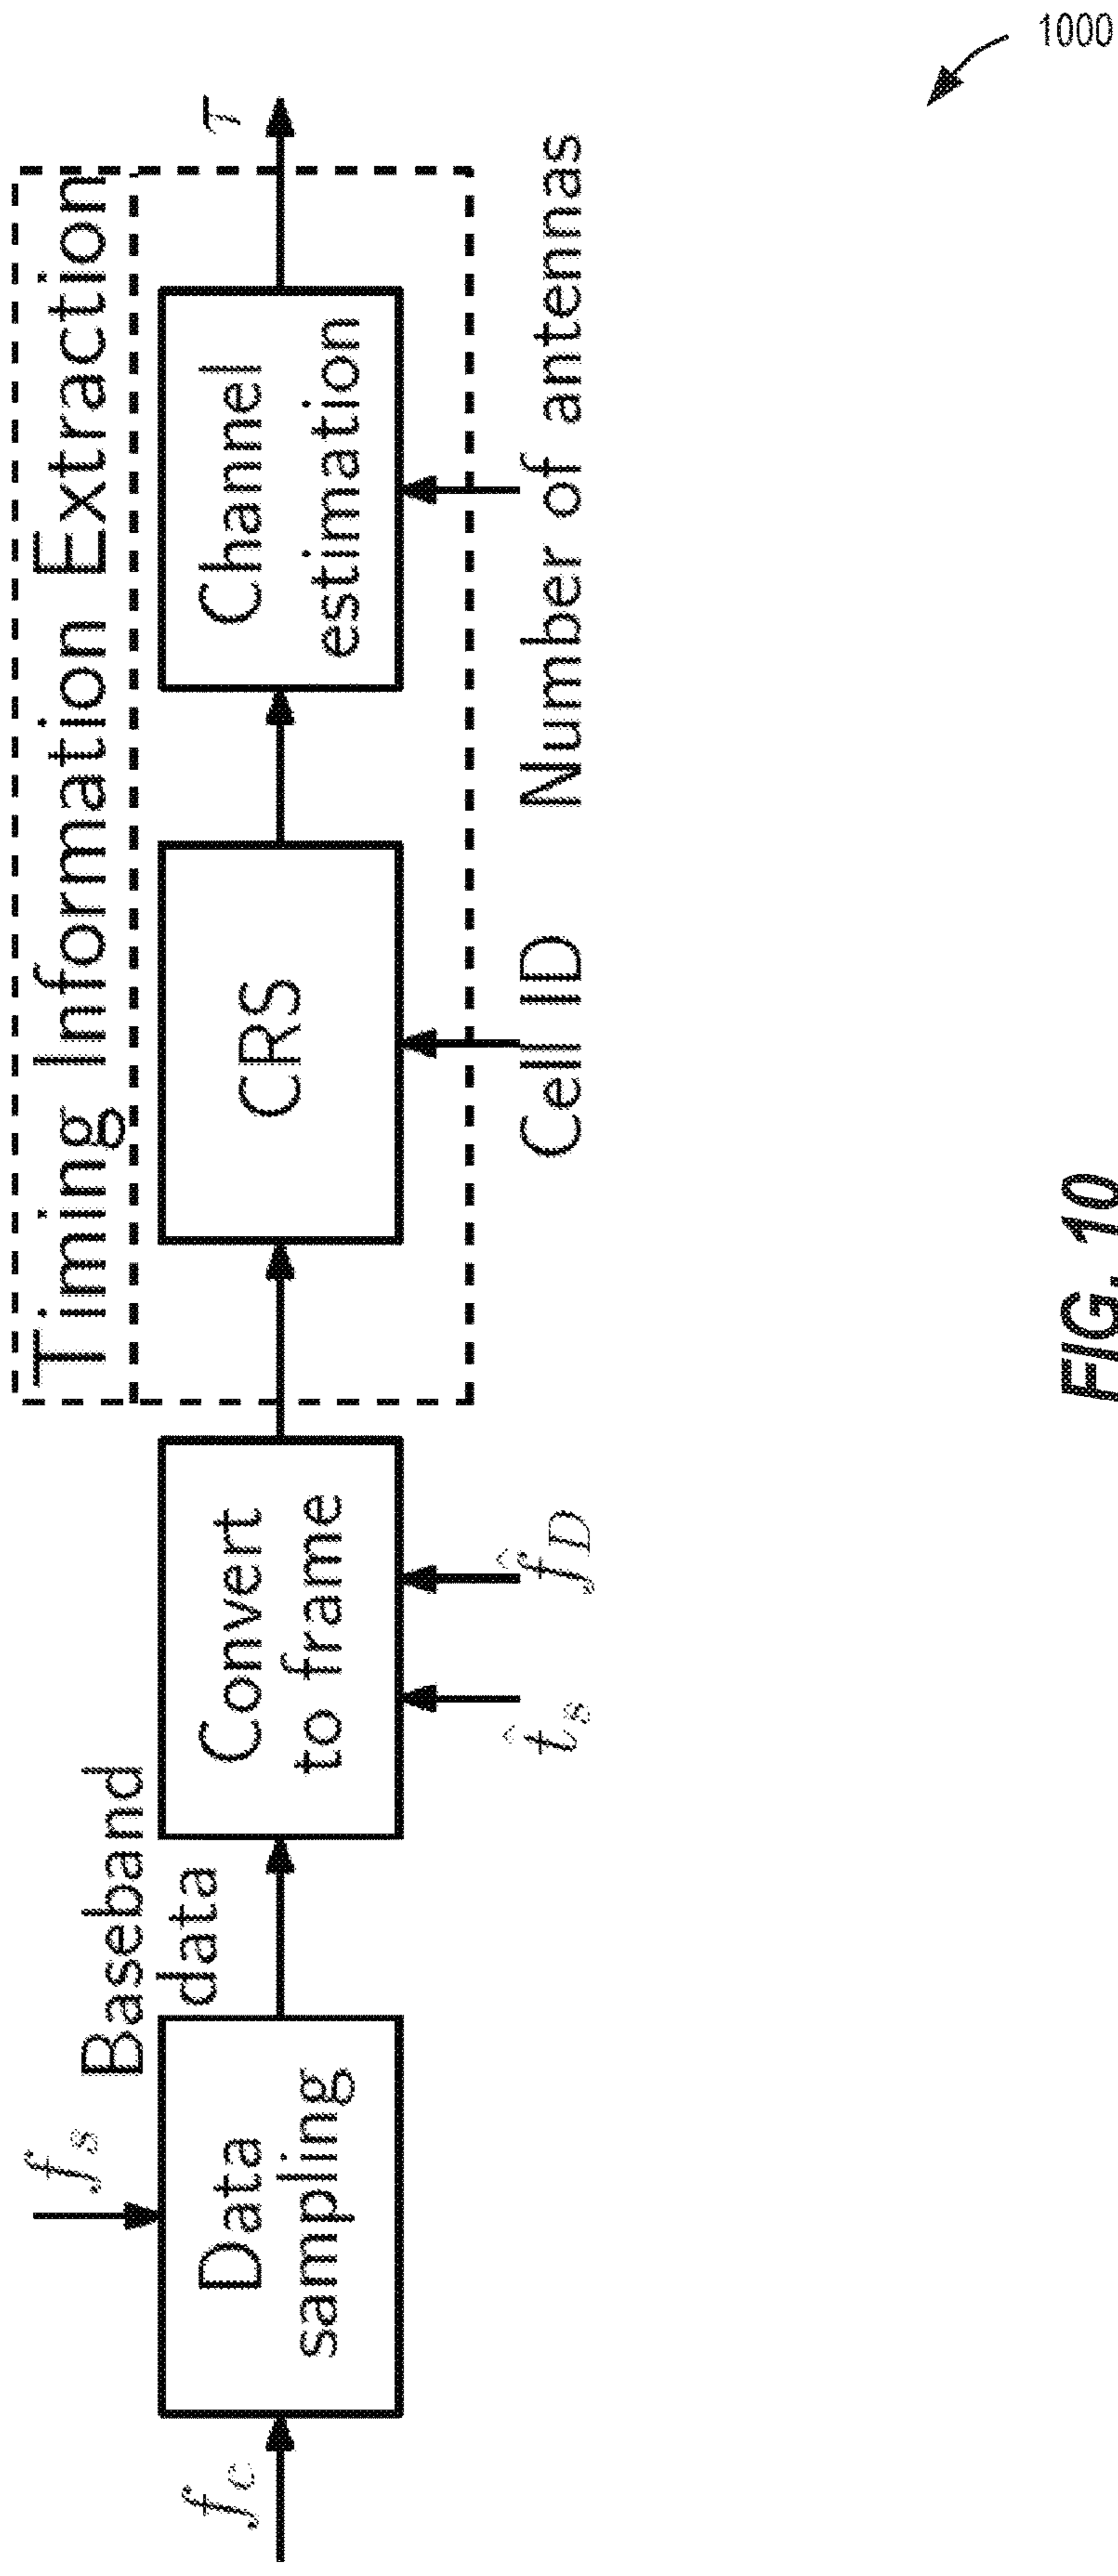 1000
Timing Information Extraction
f_s
Baseband
data
f_c
Data
sampling
Convert
to frame
CRS
Channel
estimation
τ
t̂_s
f̂_D
Cell ID
Number of antennas
FIG. 10